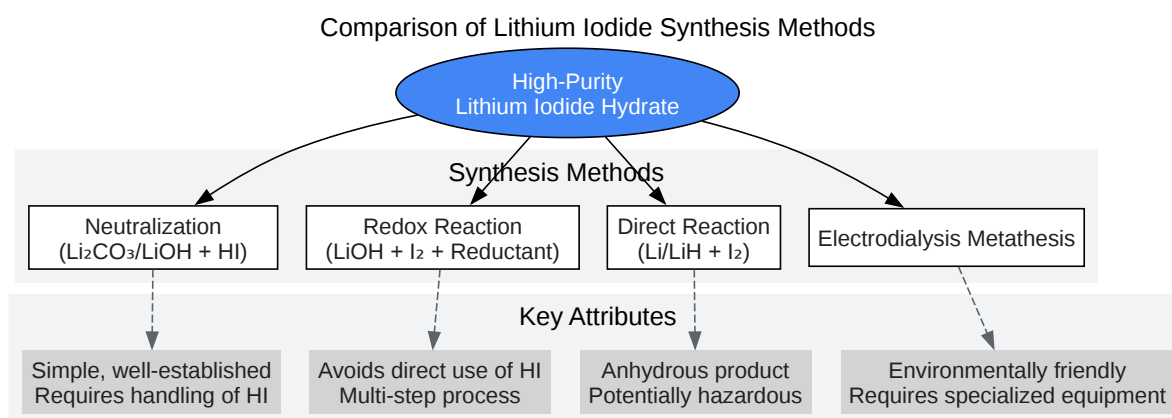 Comparison of Lithium Iodide Synthesis Methods
High-Purity
Lithium Iodide Hydrate
Synthesis Methods
Neutralization
(Li₂CO₃/LiOH + HI)
Redox Reaction
(LiOH + I₂ + Reductant)
Direct Reaction
(Li/LiH + I₂)
Electrodialysis Metathesis
Key Attributes
Simple, well-established
Requires handling of HI
Avoids direct use of HI
Multi-step process
Anhydrous product
Potentially hazardous
Environmentally friendly
Requires specialized equipment